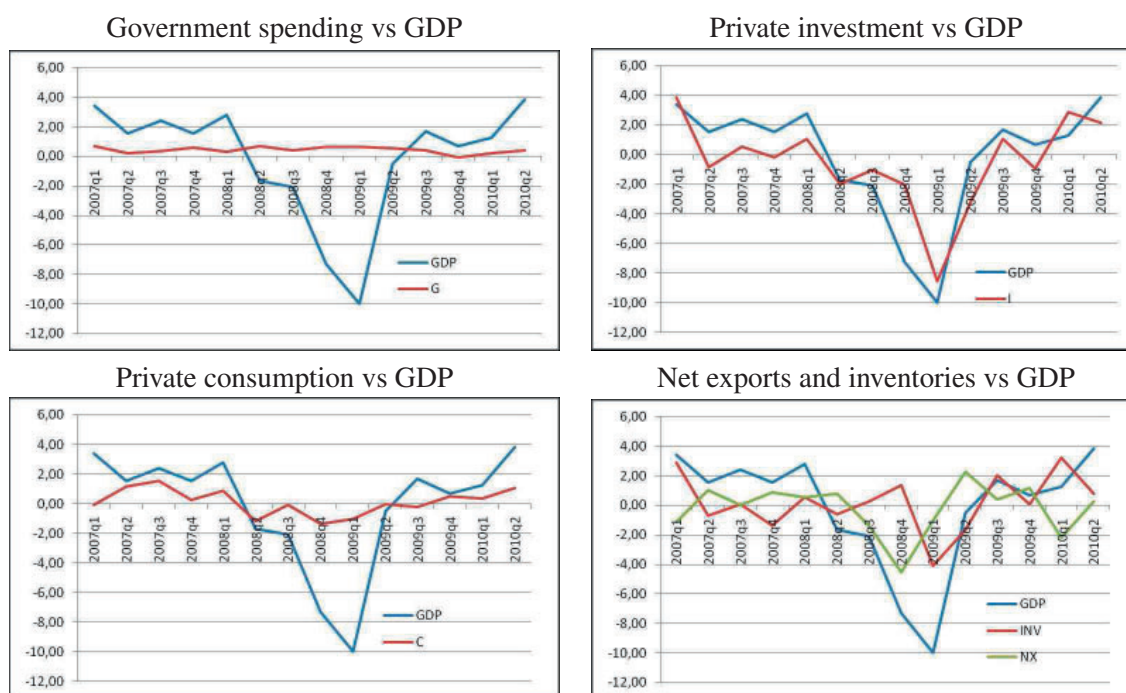 Government spending vs GDP
6,00
4,00
2,00
0,00
-2,00
-4,00
-6,00
-8,00
-10,00
-12,00
2007q1
2007q2
2007q3
2007q4
2008q1
2008q2
2008q3
2008q4
2009q1
2009q2
2009q3
2009q4
2010q1
2010q2
GDP
G
Private investment vs GDP
6,00
4,00
2,00
0,00
-2,00
-4,00
-6,00
-8,00
-10,00
-12,00
2007q1
2007q2
2007q3
2007q4
2008q1
2008q2
2008q3
2008q4
2009q1
2009q2
2009q3
2009q4
2010q1
2010q2
GDP
I
Private consumption vs GDP
6,00
4,00
2,00
0,00
-2,00
-4,00
-6,00
-8,00
-10,00
-12,00
2007q1
2007q2
2007q3
2007q4
2008q1
2008q2
2008q3
2008q4
2009q1
2009q2
2009q3
2009q4
2010q1
2010q2
GDP
C
Net exports and inventories vs GDP
6,00
4,00
2,00
0,00
-2,00
-4,00
-6,00
-8,00
-10,00
-12,00
2007q1
2007q2
2007q3
2007q4
2008q1
2008q2
2008q3
2008q4
2009q1
2009q2
2009q3
2009q4
2010q1
2010q2
GDP
INV
NX